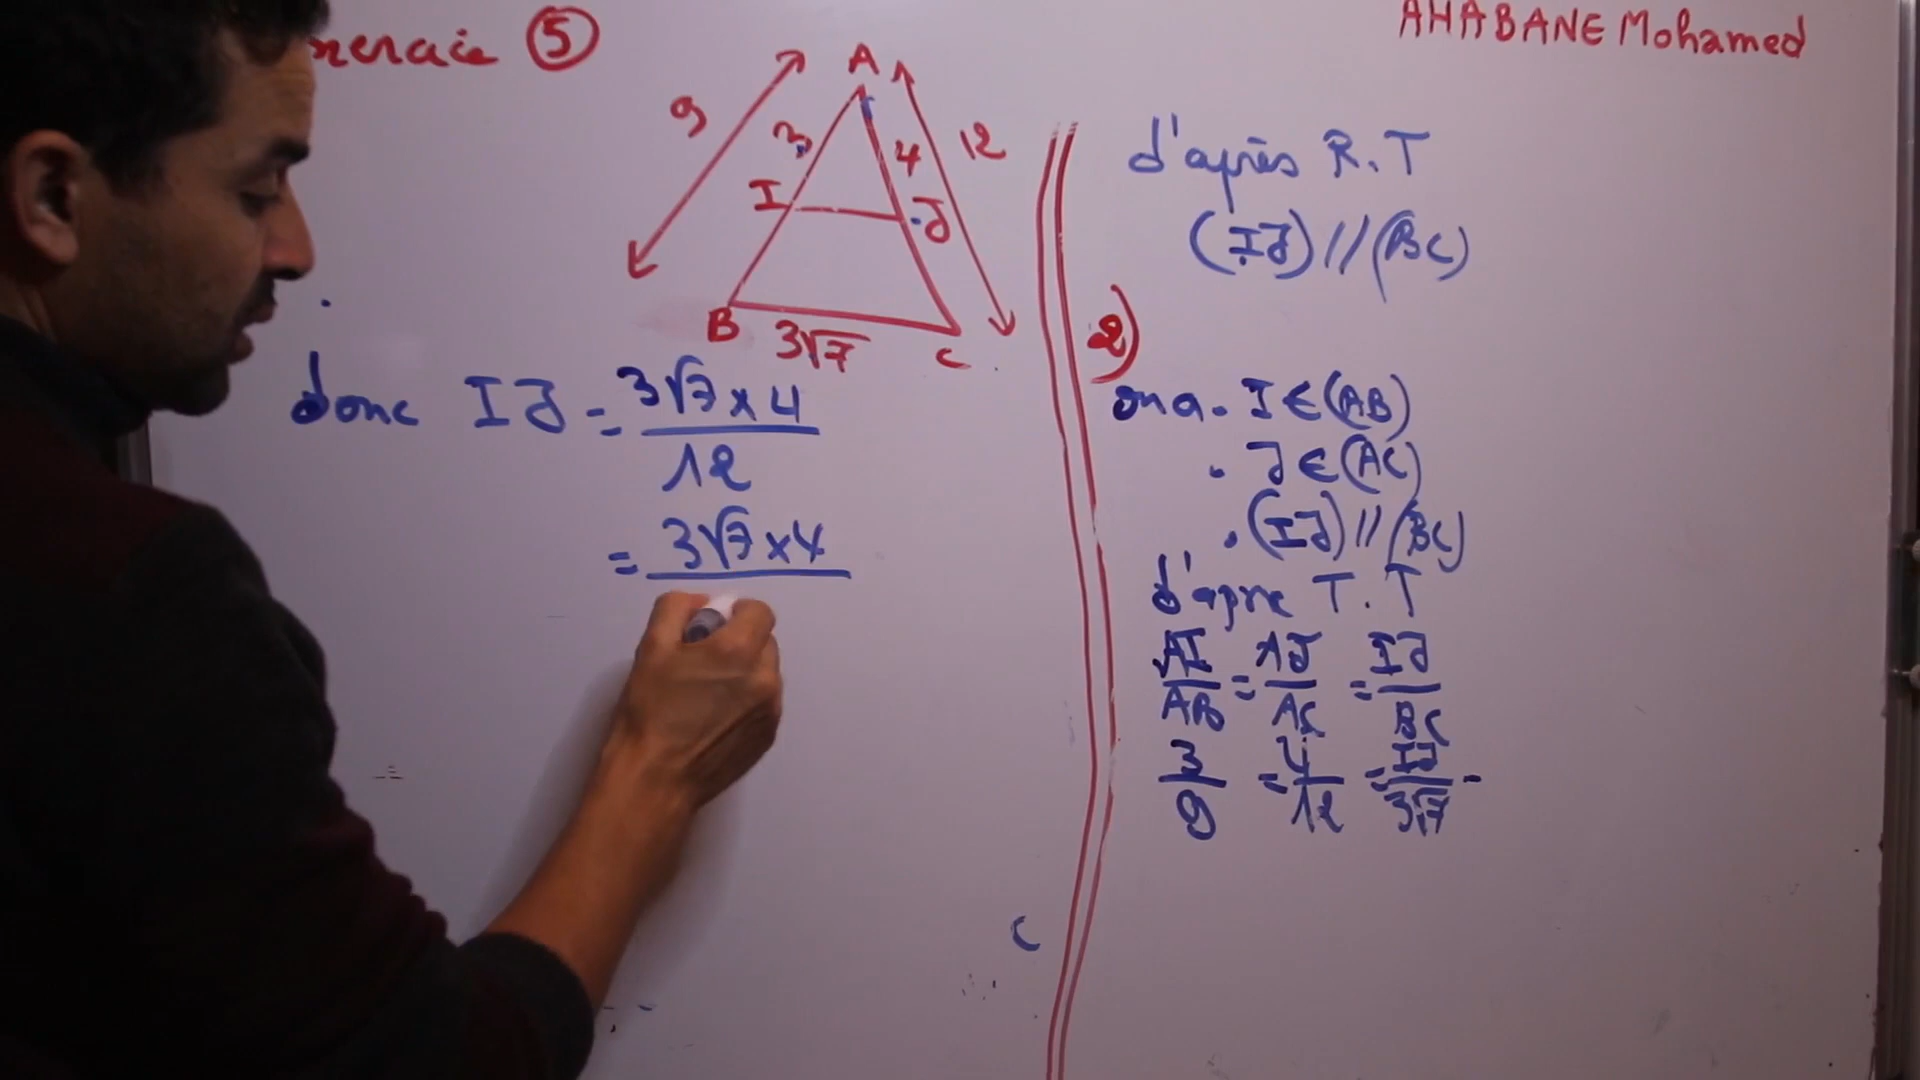 exercice ⑤
AHABANE Mohamed
A
9
3
4
12
I
J
B
3√7
C
donc IJ = 3√7 × 4 / 12
= 3√7 × 4
d'après R.T
(IJ) // (BC)
2)
on a . I ∈ (AB)
. J ∈ (AC)
. (IJ) // (BC)
d'apre T.T
AI/AB = AJ/AC = IJ/BC
3/9 = 4/12 = IJ/3√7